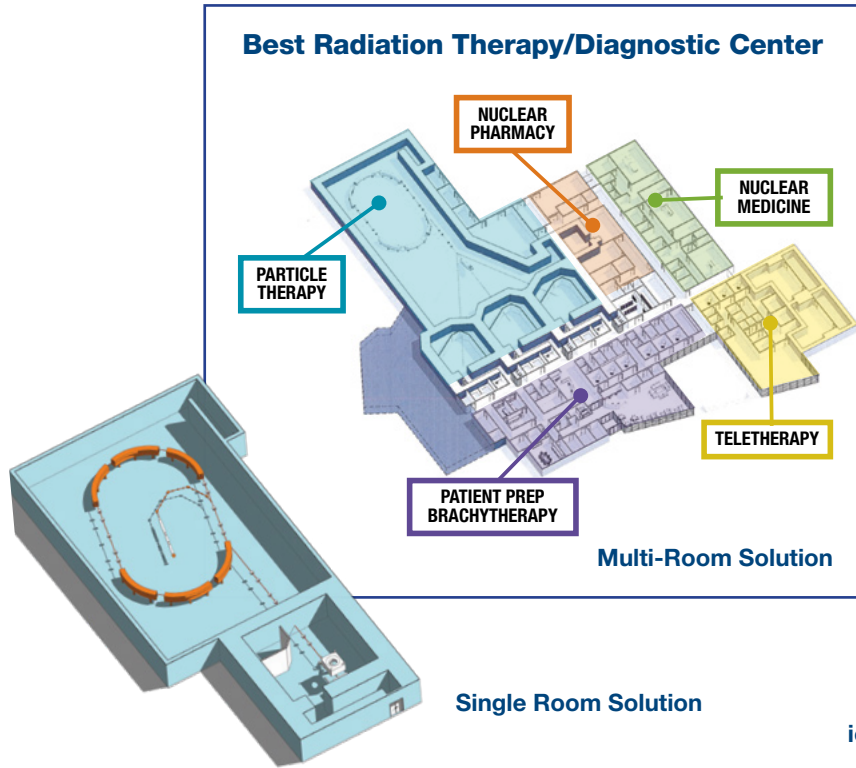 Best Radiation Therapy/Diagnostic Center
NUCLEAR
PHARMACY
NUCLEAR
MEDICINE
PARTICLE
THERAPY
TELETHERAPY
PATIENT PREP
BRACHYTHERAPY
Multi-Room Solution
Single Room Solution